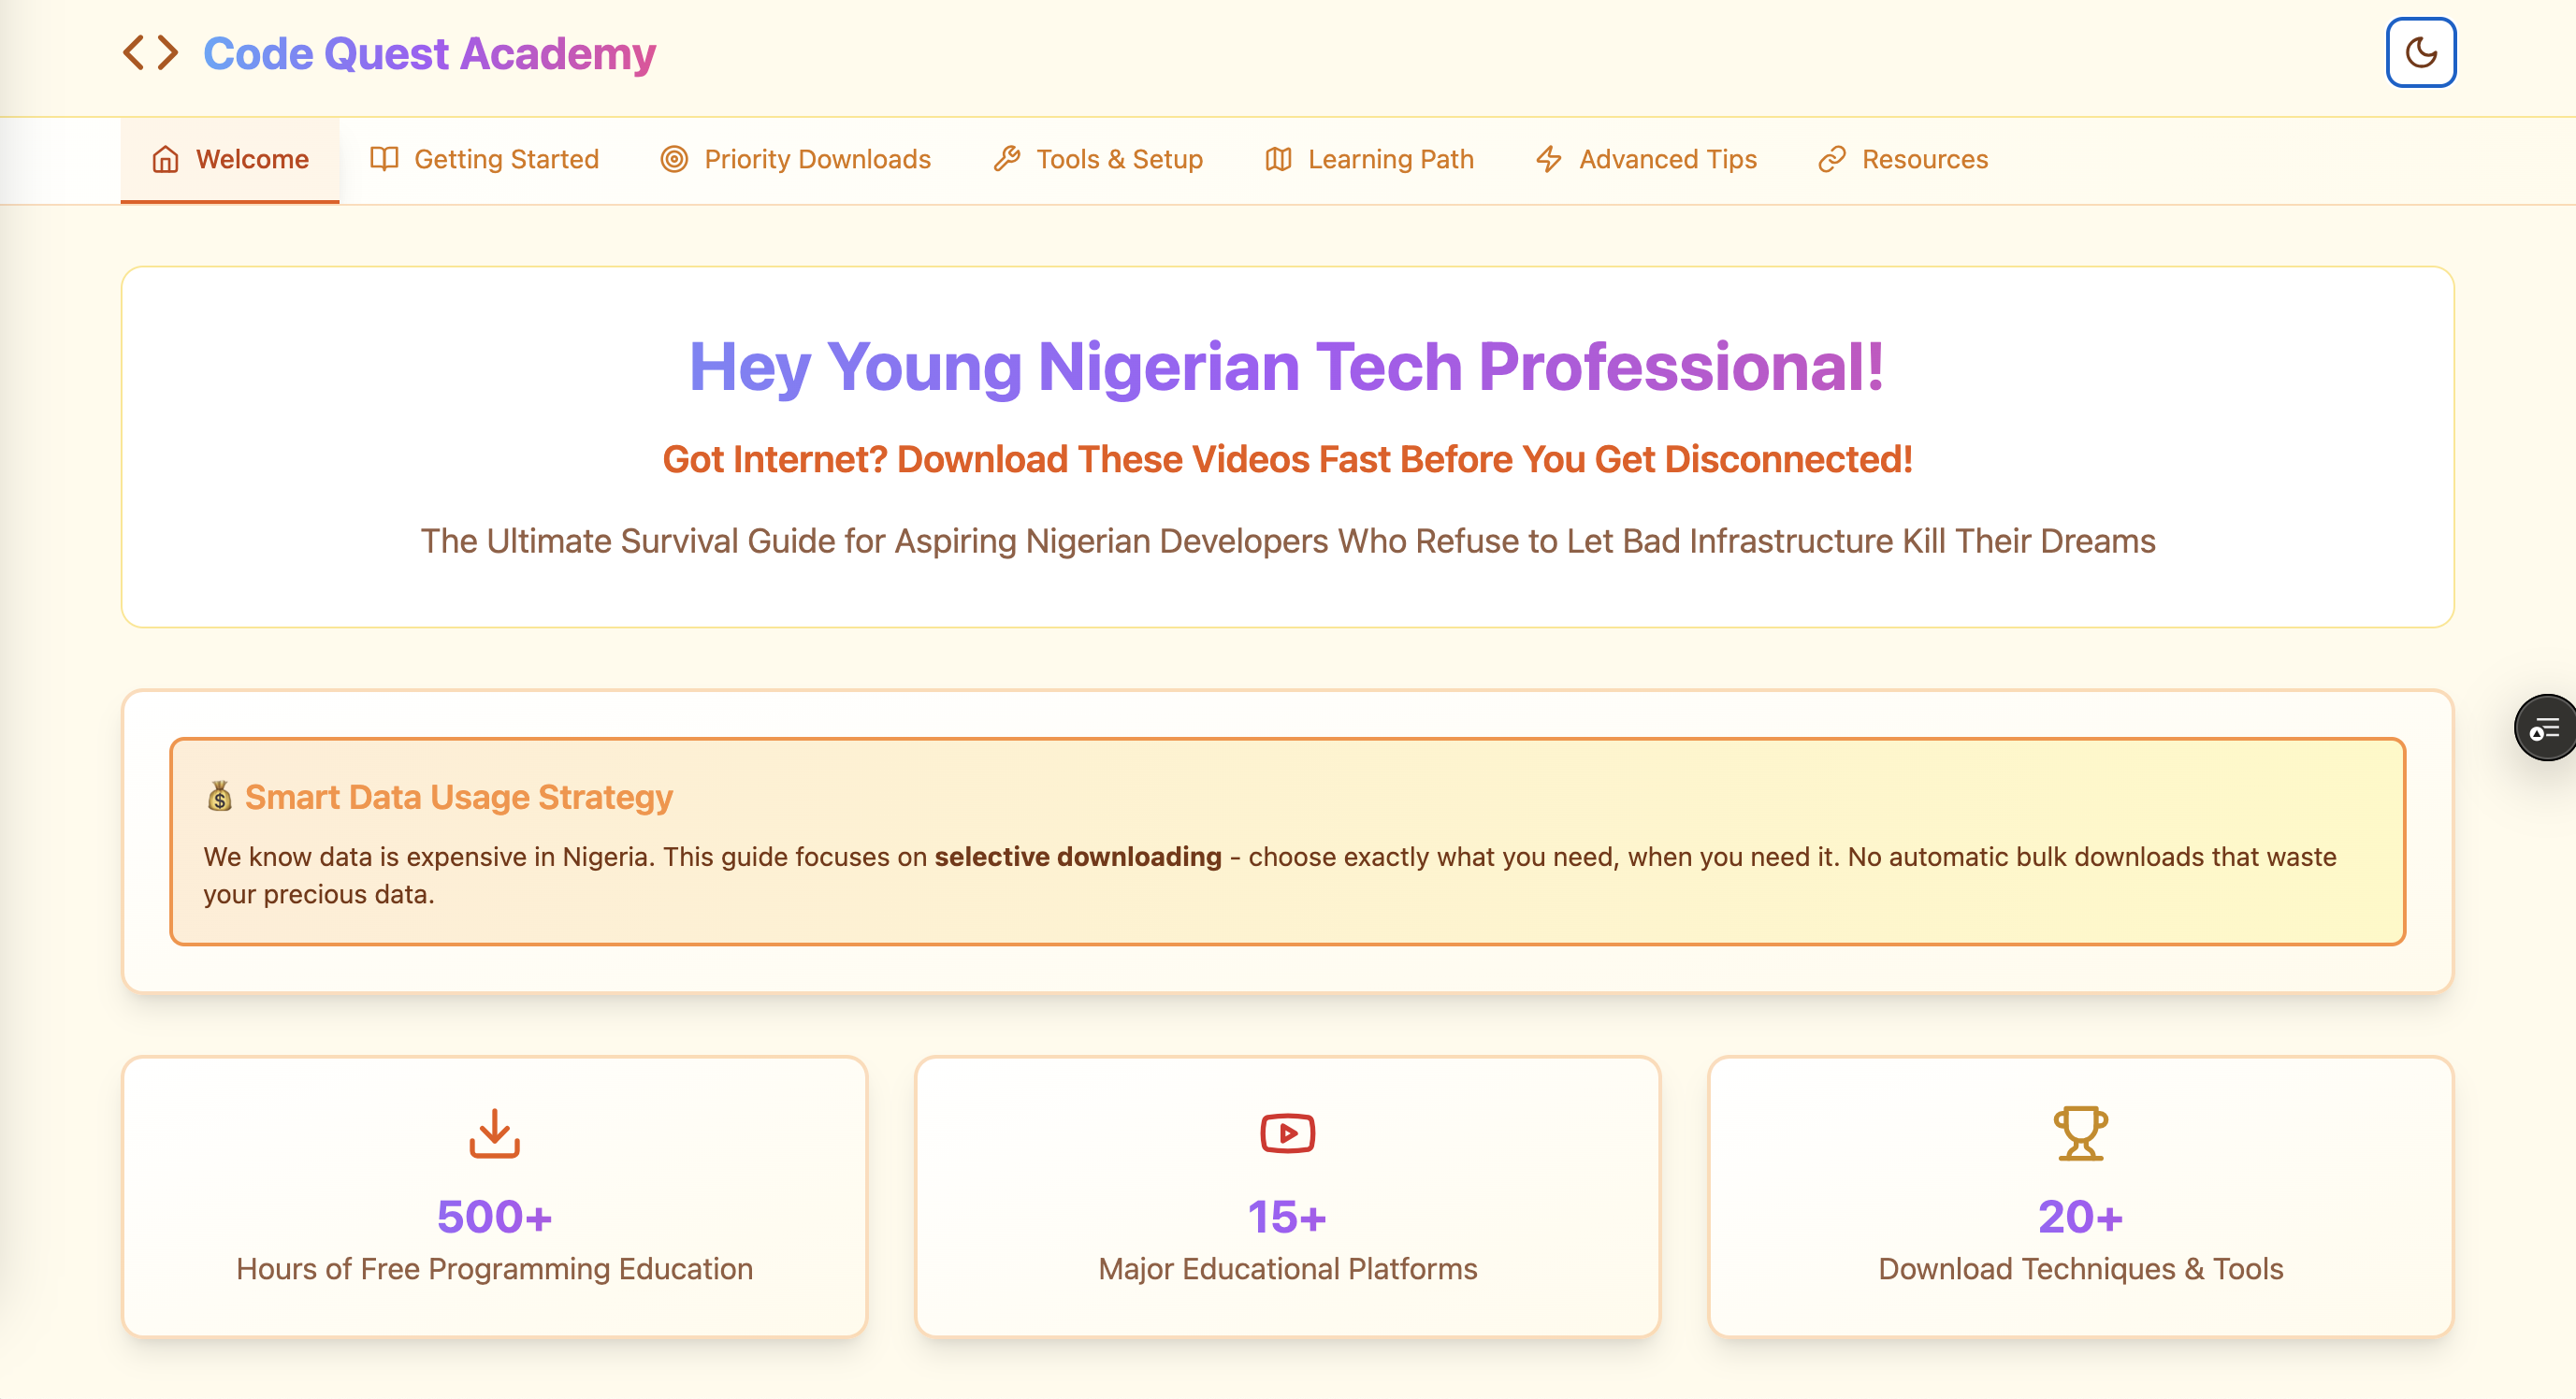 Code Quest Academy
Welcome
Getting Started
Priority Downloads
Tools & Setup
Learning Path
Advanced Tips
Resources
Hey Young Nigerian Tech Professional!
Got Internet? Download These Videos Fast Before You Get Disconnected!
The Ultimate Survival Guide for Aspiring Nigerian Developers Who Refuse to Let Bad Infrastructure Kill Their Dreams
💰 Smart Data Usage Strategy
We know data is expensive in Nigeria. This guide focuses on selective downloading - choose exactly what you need, when you need it. No automatic bulk downloads that waste
your precious data.
500+
Hours of Free Programming Education
15+
Major Educational Platforms
20+
Download Techniques & Tools